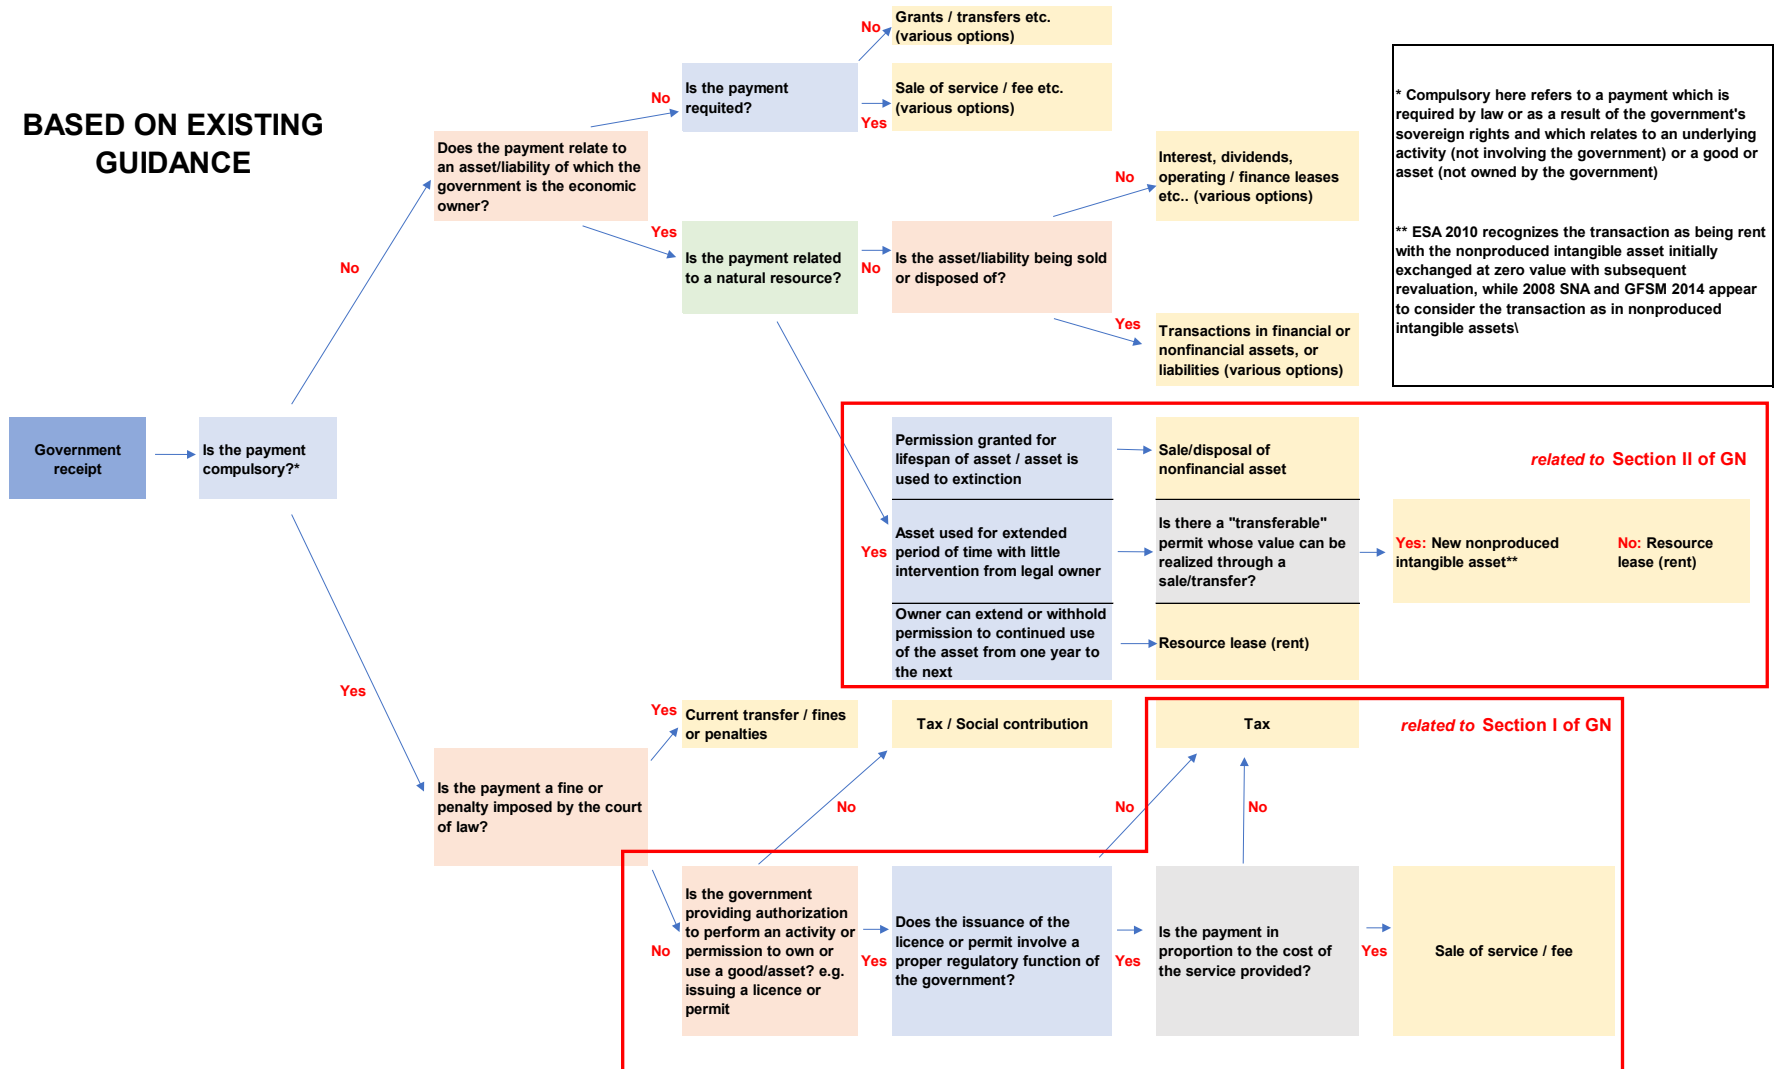 BASED ON EXISTING
GUIDANCE
Government
receipt
Is the payment
compulsory?*
No
Yes
Does the payment relate to
an asset/liability of which the
government is the economic
owner?
No
Yes
Is the payment
requited?
No
Yes
Grants / transfers etc.
(various options)
Sale of service / fee etc.
(various options)
Is the payment related
to a natural resource?
No
Yes
Is the asset/liability being sold
or disposed of?
No
Yes
Interest, dividends,
operating / finance leases
etc.. (various options)
Transactions in financial or
nonfinancial assets, or
liabilities (various options)
* Compulsory here refers to a payment which is
required by law or as a result of the government's
sovereign rights and which relates to an underlying
activity (not involving the government) or a good or
asset (not owned by the government)
** ESA 2010 recognizes the transaction as being rent
with the nonproduced intangible asset initially
exchanged at zero value with subsequent
revaluation, while 2008 SNA and GFSM 2014 appear
to consider the transaction as in nonproduced
intangible assets\
related to Section II of GN
Permission granted for
lifespan of asset / asset is
used to extinction
Sale/disposal of
nonfinancial asset
Asset used for extended
period of time with little
intervention from legal owner
Is there a "transferable"
permit whose value can be
realized through a
sale/transfer?
Yes: New nonproduced
intangible asset**
No: Resource
lease (rent)
Owner can extend or withhold
permission to continued use
of the asset from one year to
the next
Resource lease (rent)
Is the payment a fine or
penalty imposed by the court
of law?
Yes
No
Current transfer / fines
or penalties
Tax / Social contribution
Tax
related to Section I of GN
No
No
No
Is the government
providing authorization
to perform an activity or
permission to own or
use a good/asset? e.g.
issuing a licence or
permit
Yes
Does the issuance of the
licence or permit involve a
proper regulatory function of
the government?
Yes
Is the payment in
proportion to the cost of
the service provided?
Yes
Sale of service / fee